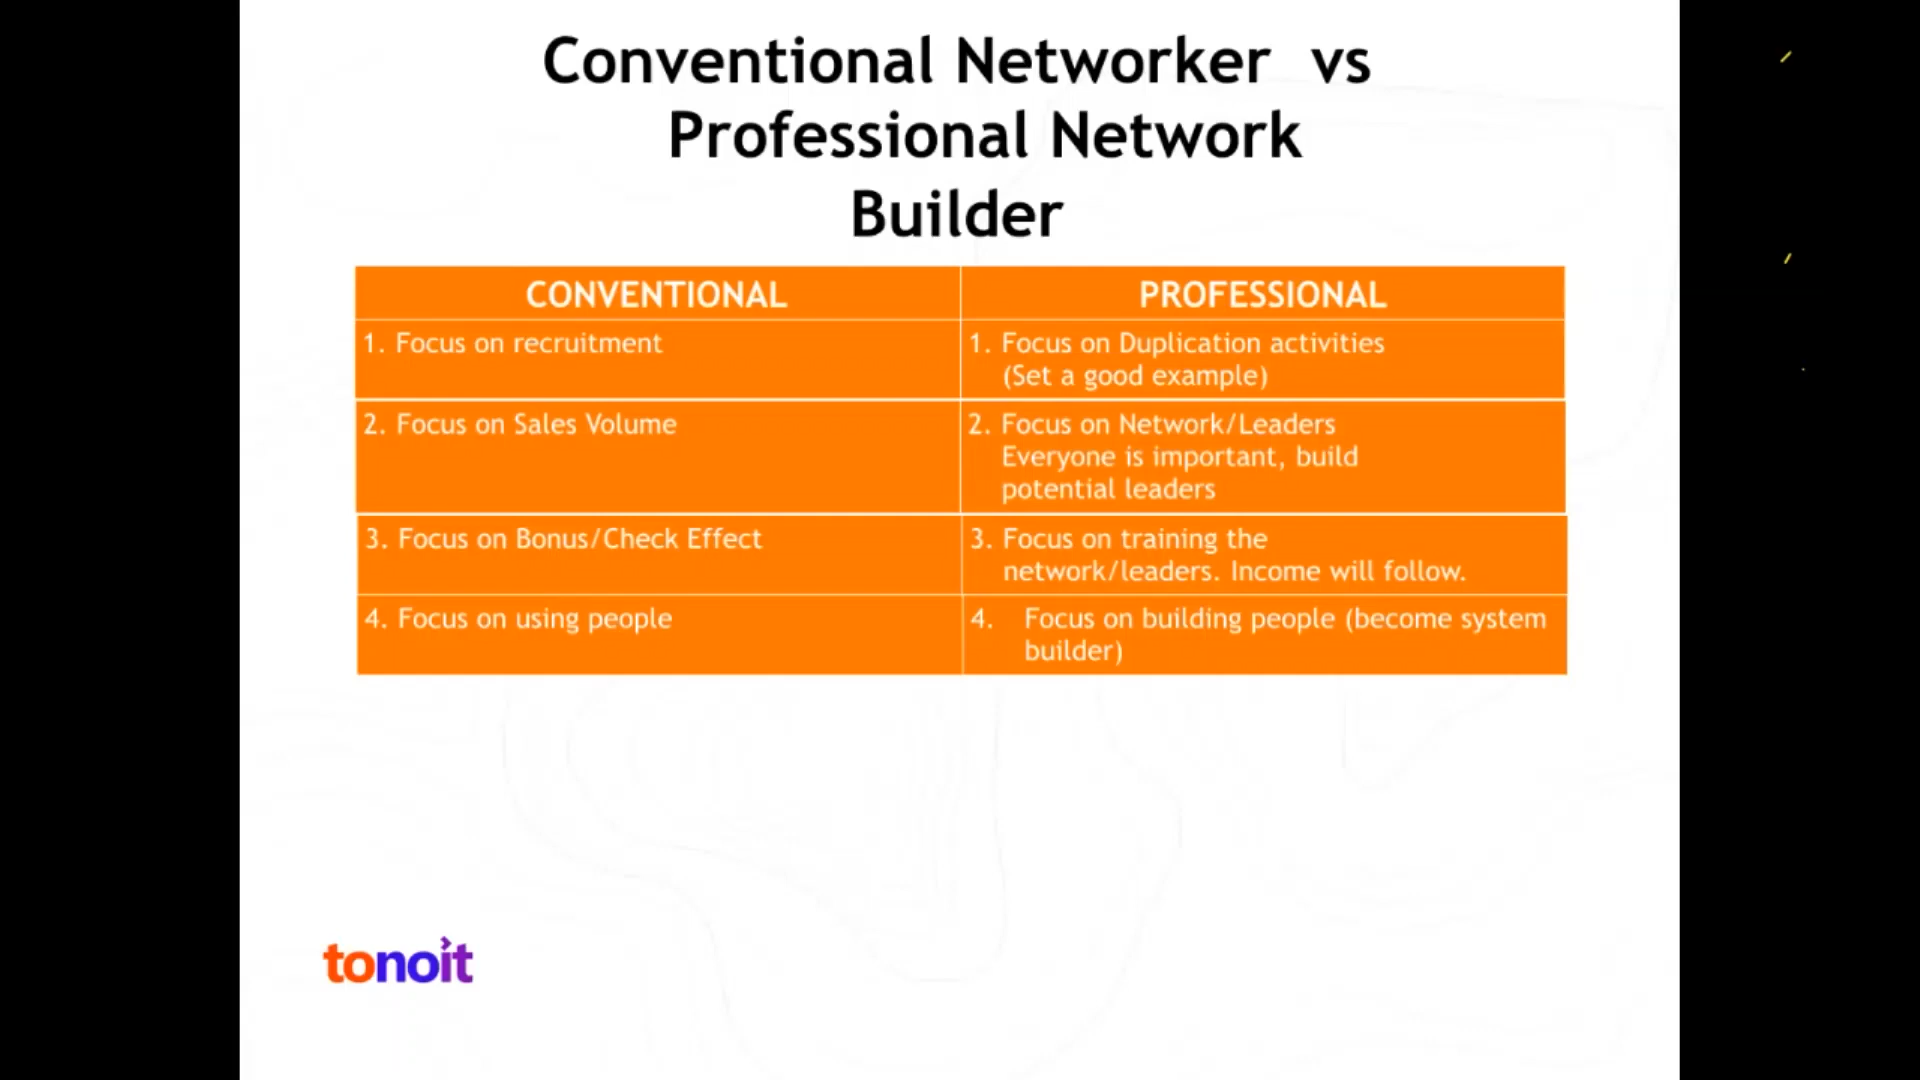 Conventional Networker vs
Professional Network
Builder
CONVENTIONAL
PROFESSIONAL
1. Focus on recruitment
1. Focus on Duplication activities
(Set a good example)
2. Focus on Sales Volume
2. Focus on Network/Leaders
Everyone is important, build
potential leaders
3. Focus on Bonus/Check Effect
3. Focus on training the
network/leaders. Income will follow.
4. Focus on using people
4. Focus on building people (become system
builder)
tonoit